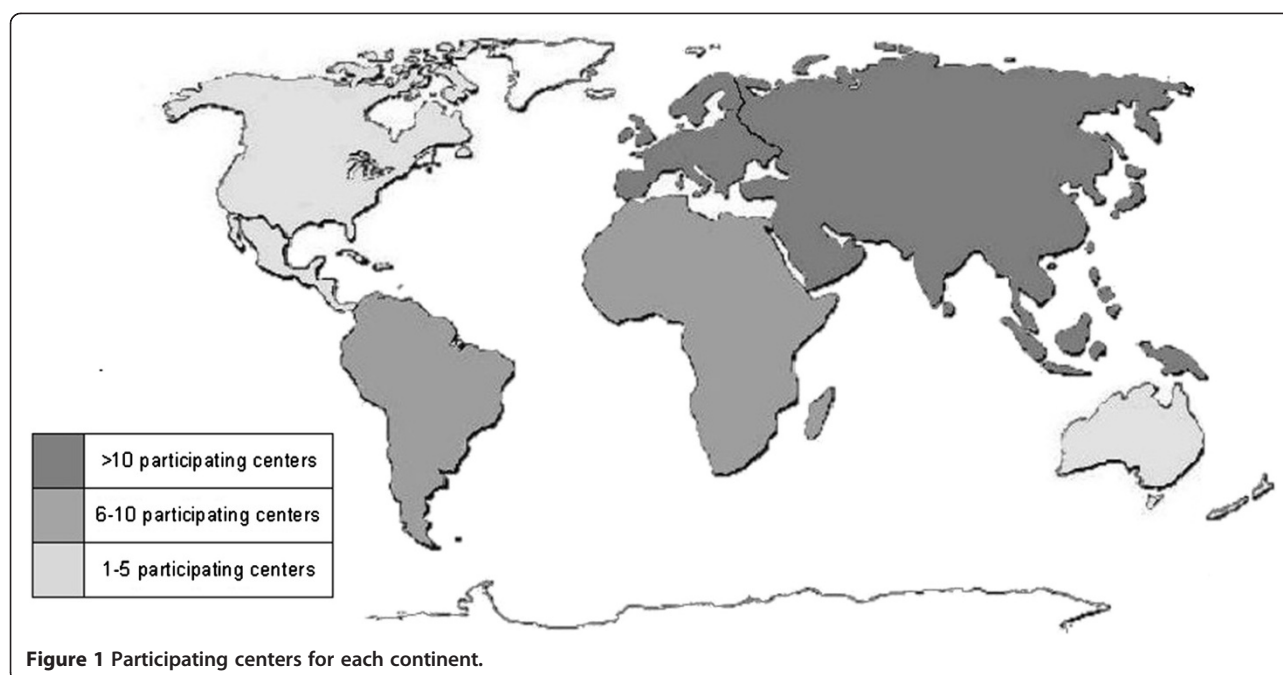 >10 participating centers
6-10 participating centers
1-5 participating centers
Figure 1 Participating centers for each continent.